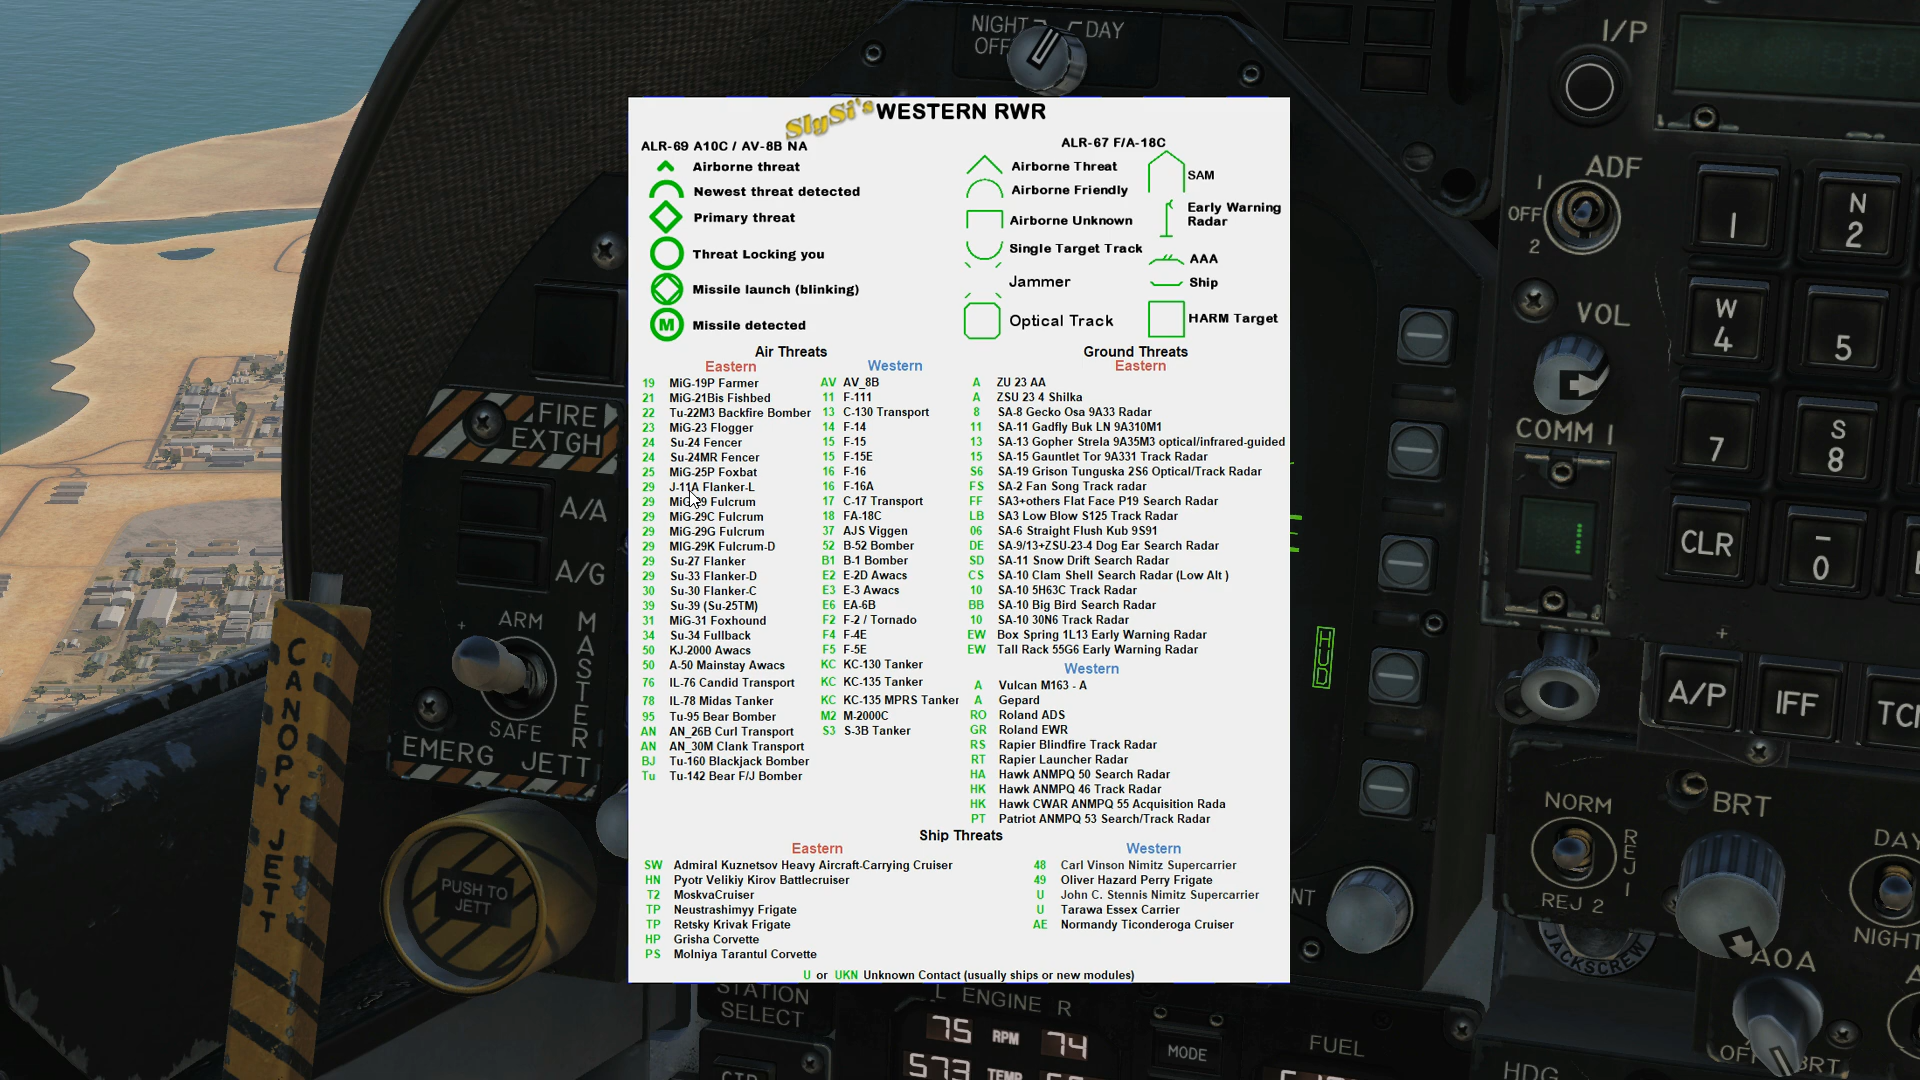 NIGHT
DAY
OFF
I/P
ADF
1
OFF
2
1
N
2
W
4
5
VOL
COMM 1
7
S
8
CLR
–
0
+
A/P
IFF
NORM
REJ 1
REJ 2
BRT
DAY
NIGHT
JACKSCREW
AOA
OFF
BRT
FIRE
EXTGH
A/A
A/G
ARM
MASTER
+
SAFE
EMERG JETT
CANOPY JETT
PUSH TO
JETT
HUD
SlySi's WESTERN RWR
ALR-69 A10C / AV-8B NA
Airborne threat
Newest threat detected
Primary threat
Threat Locking you
Missile launch (blinking)
M Missile detected
ALR-67 F/A-18C
Airborne Threat
Airborne Friendly
Airborne Unknown
Single Target Track
Jammer
Optical Track
SAM
Early Warning
Radar
AAA
Ship
HARM Target
Air Threats
Eastern
19 MiG-19P Farmer
21 MiG-21Bis Fishbed
22 Tu-22M3 Backfire Bomber
23 MiG-23 Flogger
24 Su-24 Fencer
24 Su-24MR Fencer
25 MiG-25P Foxbat
29 J-11A Flanker-L
29 MiG-29 Fulcrum
29 MiG-29C Fulcrum
29 MiG-29G Fulcrum
29 MIG-29K Fulcrum-D
29 Su-27 Flanker
29 Su-33 Flanker-D
30 Su-30 Flanker-C
39 Su-39 (Su-25TM)
31 MiG-31 Foxhound
34 Su-34 Fullback
50 KJ-2000 Awacs
50 A-50 Mainstay Awacs
76 IL-76 Candid Transport
78 IL-78 Midas Tanker
95 Tu-95 Bear Bomber
AN AN_26B Curl Transport
AN AN_30M Clank Transport
BJ Tu-160 Blackjack Bomber
Tu Tu-142 Bear F/J Bomber
Western
AV AV_8B
11 F-111
13 C-130 Transport
14 F-14
15 F-15
15 F-15E
16 F-16
16 F-16A
17 C-17 Transport
18 FA-18C
37 AJS Viggen
52 B-52 Bomber
B1 B-1 Bomber
E2 E-2D Awacs
E3 E-3 Awacs
E6 EA-6B
F2 F-2 / Tornado
F4 F-4E
F5 F-5E
KC KC-130 Tanker
KC KC-135 Tanker
KC KC-135 MPRS Tanker
M2 M-2000C
S3 S-3B Tanker
Ground Threats
Eastern
A ZU 23 AA
A ZSU 23 4 Shilka
8 SA-8 Gecko Osa 9A33 Radar
11 SA-11 Gadfly Buk LN 9A310M1
13 SA-13 Gopher Strela 9A35M3 optical/infrared-guided
15 SA-15 Gauntlet Tor 9A331 Track Radar
S6 SA-19 Grison Tunguska 2S6 Optical/Track Radar
FS SA-2 Fan Song Track radar
FF SA3+others Flat Face P19 Search Radar
LB SA3 Low Blow S125 Track Radar
06 SA-6 Straight Flush Kub 9S91
DE SA-9/13+ZSU-23-4 Dog Ear Search Radar
SD SA-11 Snow Drift Search Radar
CS SA-10 Clam Shell Search Radar (Low Alt )
10 SA-10 5H63C Track Radar
BB SA-10 Big Bird Search Radar
10 SA-10 30N6 Track Radar
EW Box Spring 1L13 Early Warning Radar
EW Tall Rack 55G6 Early Warning Radar
Western
A Vulcan M163 - A
A Gepard
RO Roland ADS
GR Roland EWR
RS Rapier Blindfire Track Radar
RT Rapier Launcher Radar
HA Hawk ANMPQ 50 Search Radar
HK Hawk ANMPQ 46 Track Radar
HK Hawk CWAR ANMPQ 55 Acquisition Rada
PT Patriot ANMPQ 53 Search/Track Radar
Ship Threats
Eastern
SW Admiral Kuznetsov Heavy Aircraft-Carrying Cruiser
HN Pyotr Velikiy Kirov Battlecruiser
T2 MoskvaCruiser
TP Neustrashimyy Frigate
TP Retsky Krivak Frigate
HP Grisha Corvette
PS Molniya Tarantul Corvette
Western
48 Carl Vinson Nimitz Supercarrier
49 Oliver Hazard Perry Frigate
U John C. Stennis Nimitz Supercarrier
U Tarawa Essex Carrier
AE Normandy Ticonderoga Cruiser
U or UKN Unknown Contact (usually ships or new modules)
STATION
SELECT
L ENGINE R
75 RPM 74
573 TEMP
MODE
FUEL
HDG